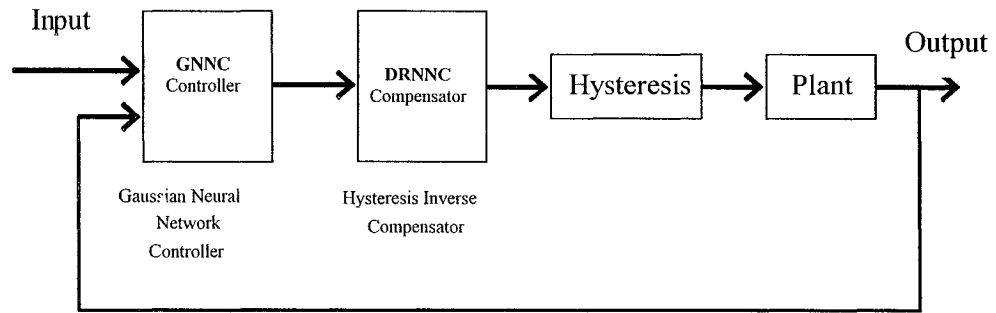 Input
GNNC
Controller
DRNNC
Compensator
Hysteresis
Plant
Output
Gaussian Neural
Network
Controller
Hysteresis Inverse
Compensator